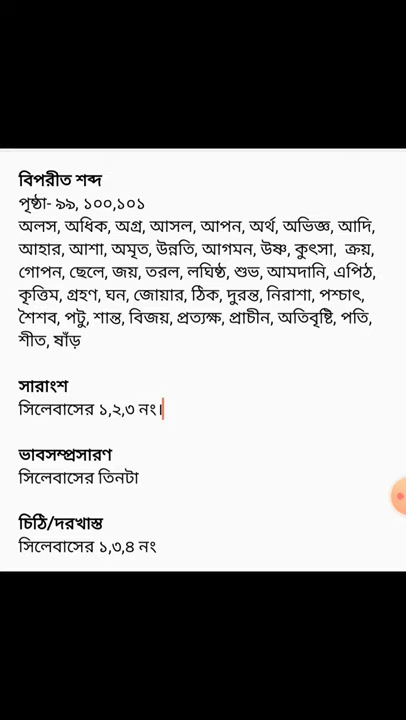 বিপরীত শব্দ
পৃষ্ঠা- ৯৯, ১০০,১০১
অলস, অধিক, অগ্র, আসল, আপন, অর্থ, অভিজ্ঞ, আদি,
আহার, আশা, অমৃত, উন্নতি, আগমন, উষ্ণ, কুৎসা, ক্রয়,
গোপন, ছেলে, জয়, তরল, লঘিষ্ঠ, শুভ, আমদানি, এপিঠ,
কৃত্তিম, গ্রহণ, ঘন, জোয়ার, ঠিক, দুরন্ত, নিরাশা, পশ্চাৎ,
শৈশব, পটু, শান্ত, বিজয়, প্রত্যক্ষ, প্রাচীন, অতিবৃষ্টি, পতি,
শীত, ষাঁড়
সারাংশ
সিলেবাসের ১,২,৩ নং।
ভাবসম্প্রসারণ
সিলেবাসের তিনটা
চিঠি/দরখাস্ত
সিলেবাসের ১,৩,৪ নং